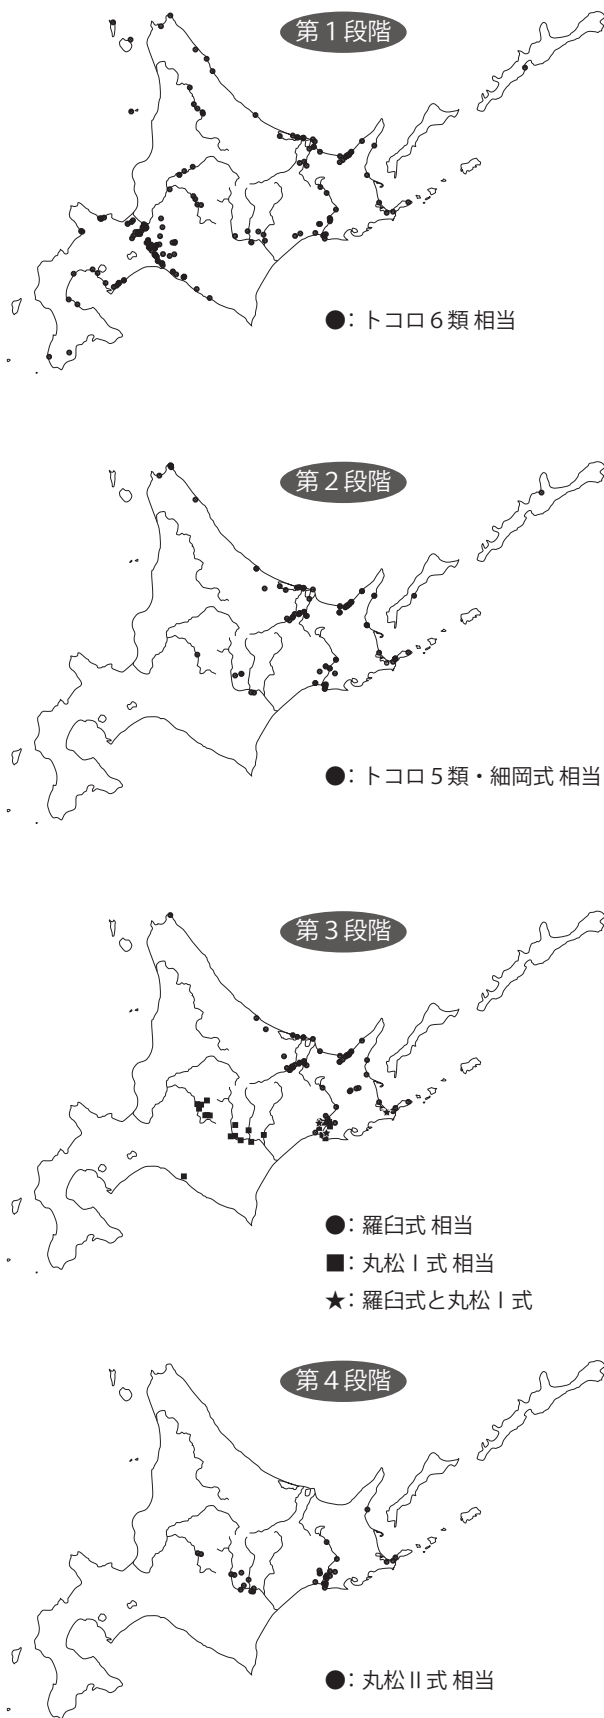 第1段階
●：トコロ6類 相当
第2段階
●：トコロ5類・細岡式 相当
第3段階
●：羅臼式 相当
■：丸松Ⅰ式 相当
★：羅臼式と丸松Ⅰ式
第4段階
●：丸松Ⅱ式 相当